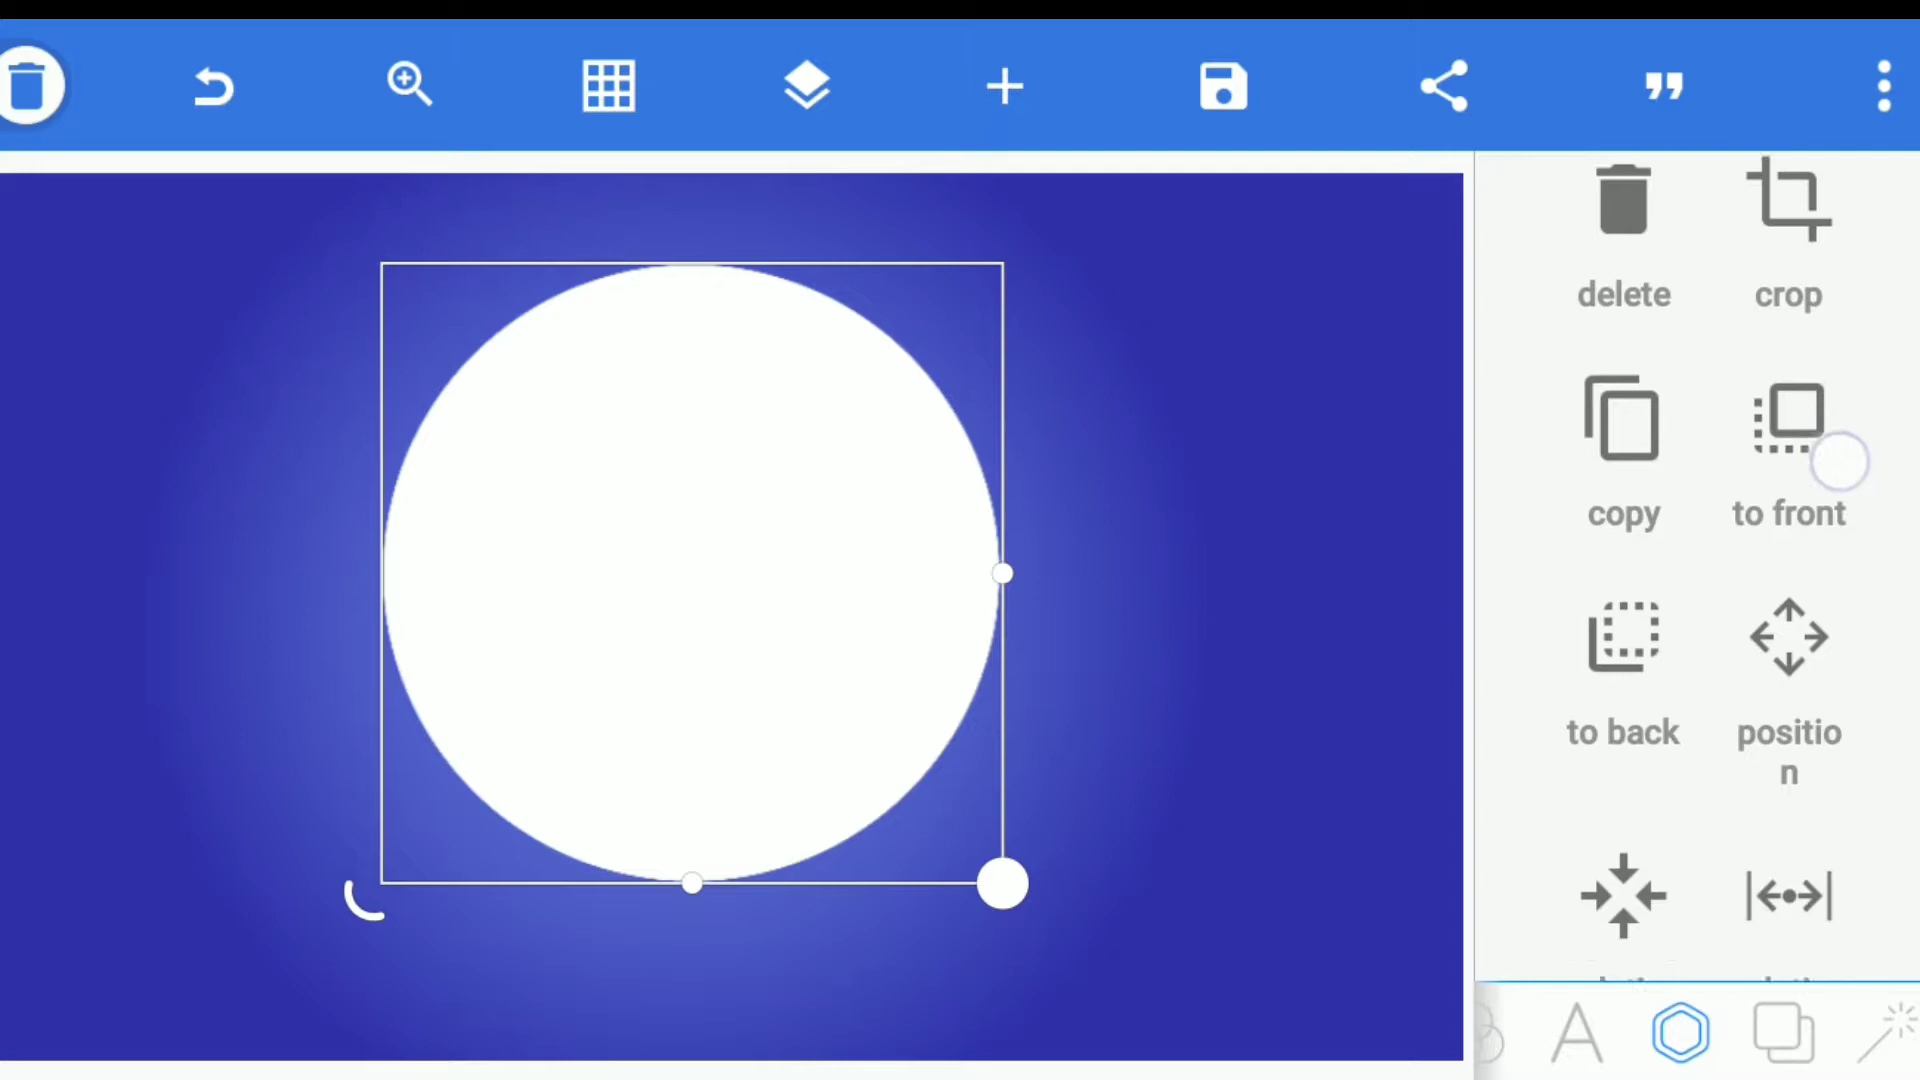 delete
crop
copy
to front
to back
positio
n